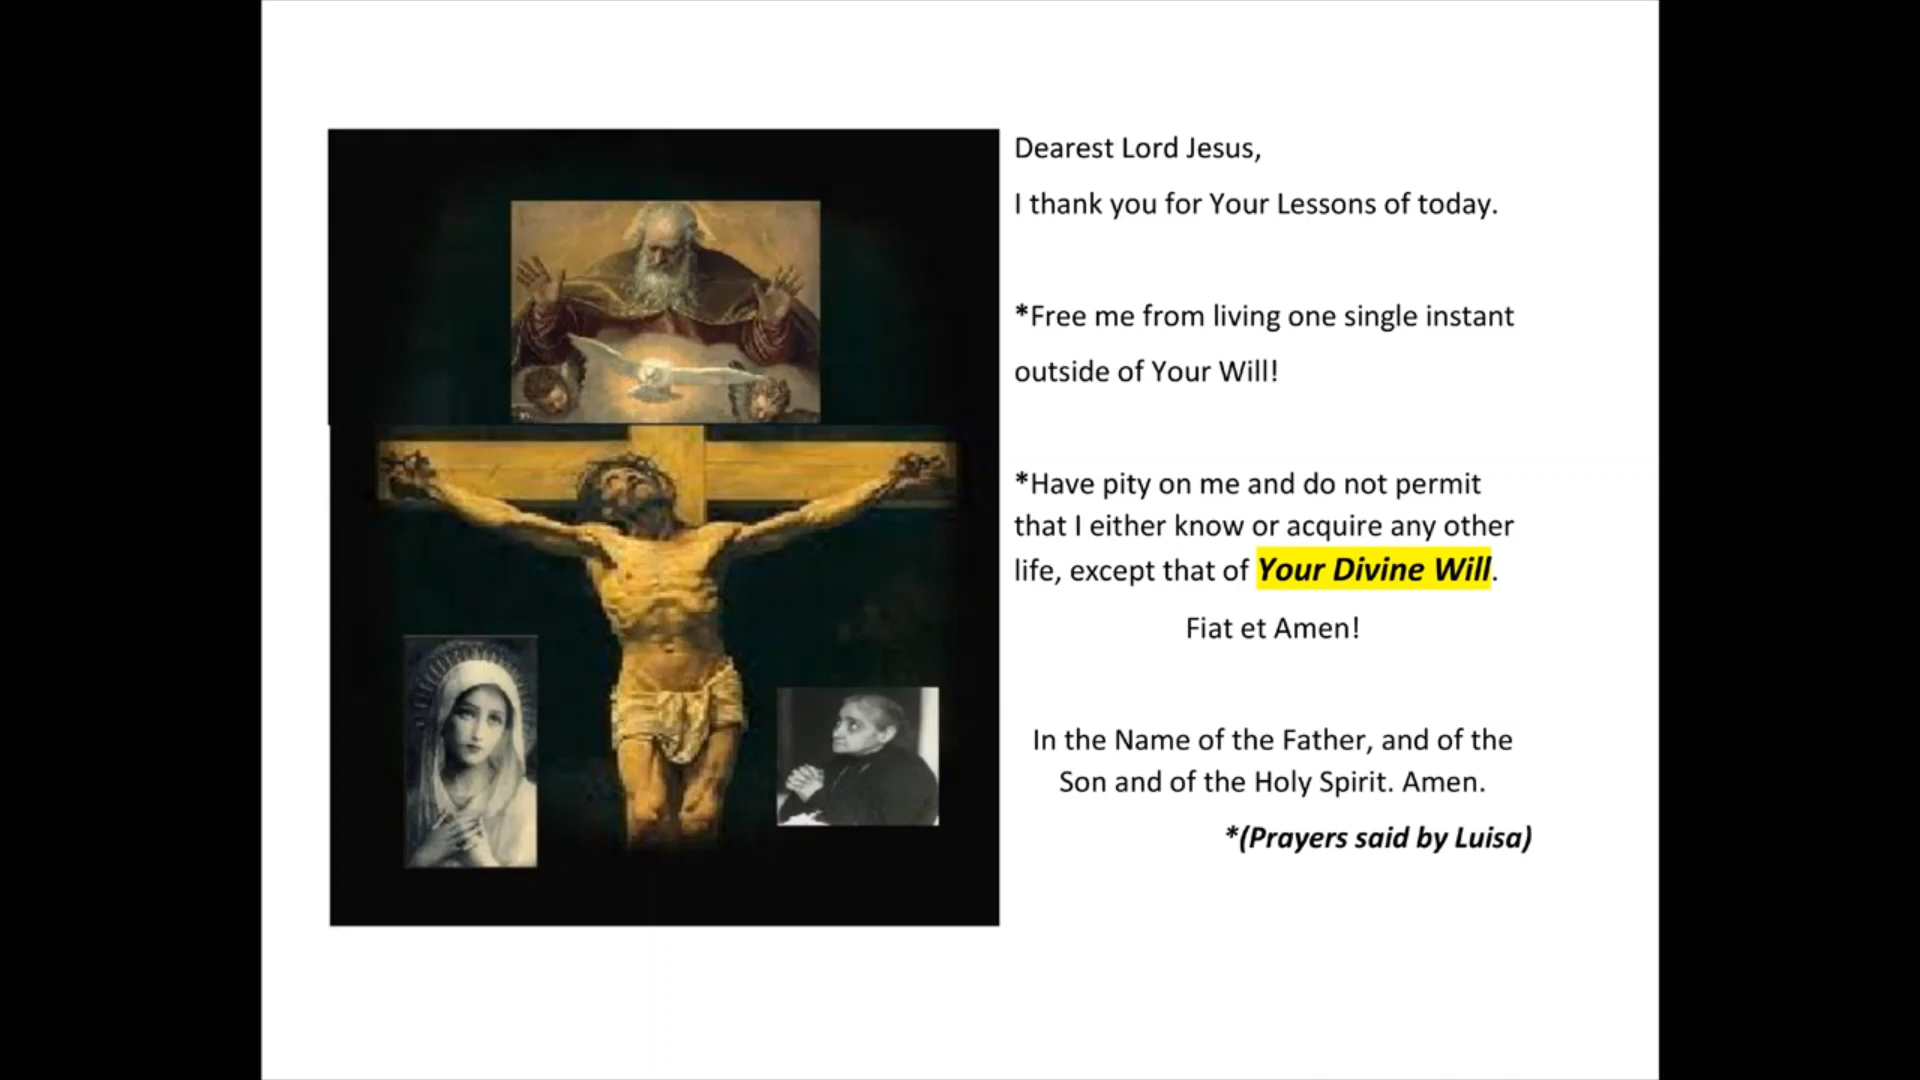 Dearest Lord Jesus,
I thank you for Your Lessons of today.
*Free me from living one single instant
outside of Your Will!
*Have pity on me and do not permit
that I either know or acquire any other
life, except that of Your Divine Will.
Fiat et Amen!
In the Name of the Father, and of the
Son and of the Holy Spirit. Amen.
*(Prayers said by Luisa)